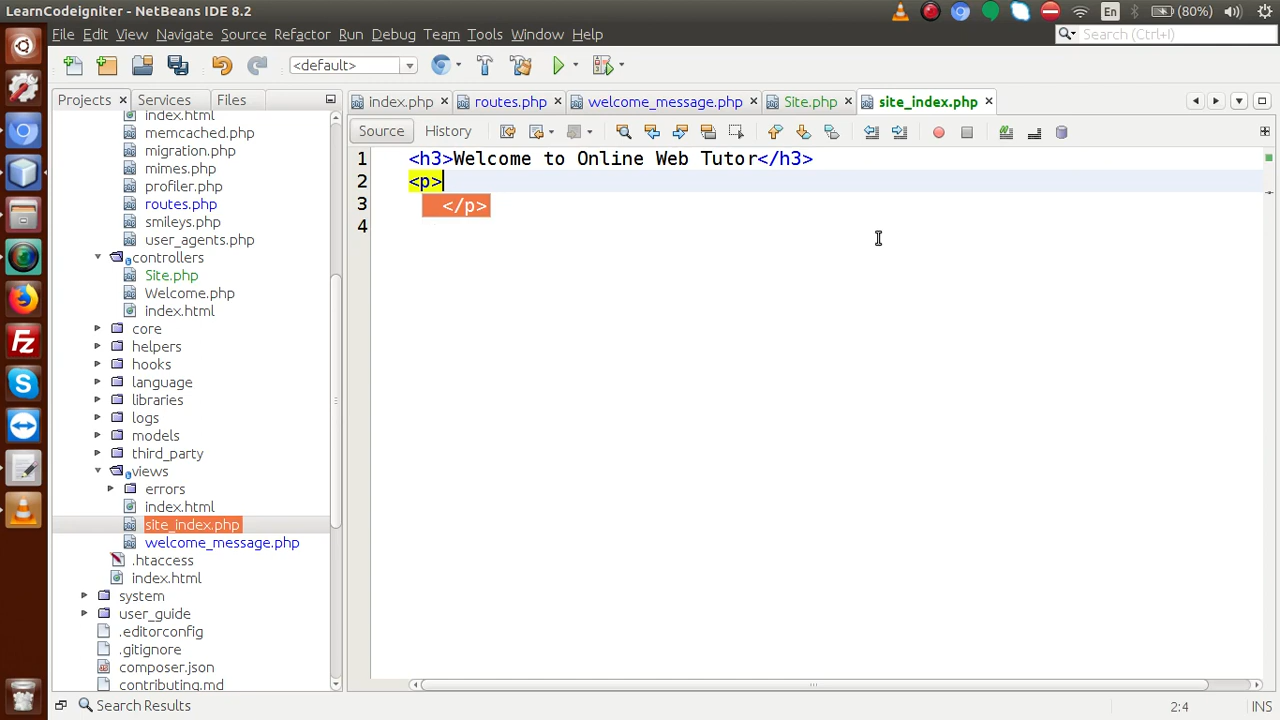 LearnCodeigniter - NetBeans IDE 8.2
En
(80%)
File Edit View Navigate Source Refactor Run Debug Team Tools Window Help
Search (Ctrl+I)
<default>
Projects × Services Files
index.php × routes.php × welcome_message.php × Site.php × site_index.php ×
Source History
index.html
memcached.php
migration.php
mimes.php
profiler.php
routes.php
smileys.php
user_agents.php
controllers
Site.php
Welcome.php
index.html
core
helpers
hooks
language
libraries
logs
models
third_party
views
errors
index.html
site_index.php
welcome_message.php
.htaccess
index.html
system
user_guide
.editorconfig
.gitignore
composer.json
contributing.md
1 <h3>Welcome to Online Web Tutor</h3>
2 <p>
3 </p>
4
Search Results
2:4
INS